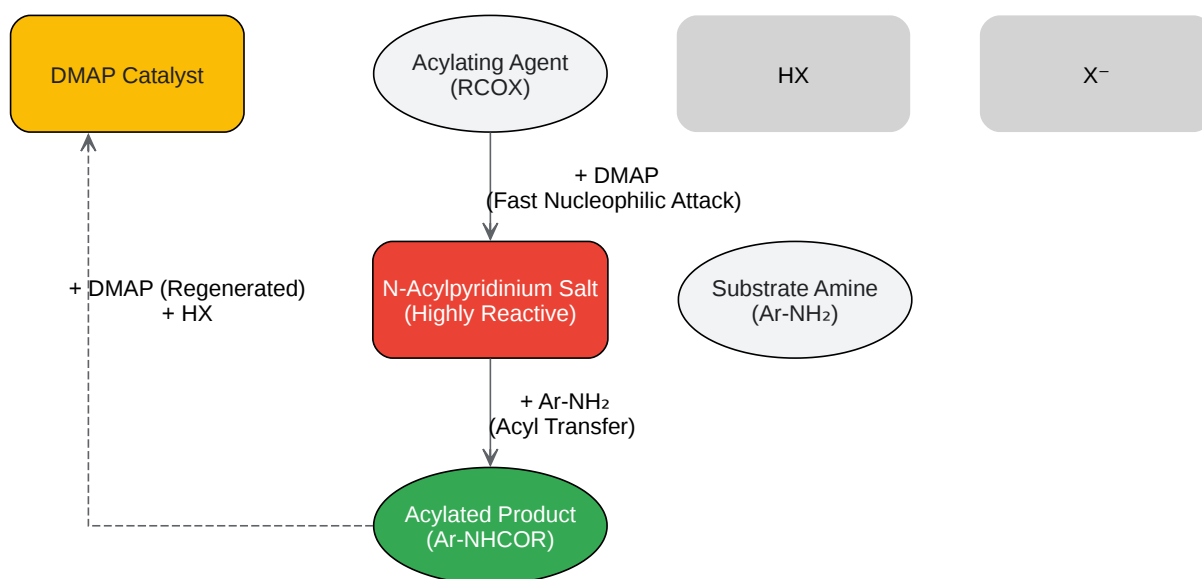 DMAP Catalyst
Acylating Agent
(RCOX)
HX
X⁻
+ DMAP
(Fast Nucleophilic Attack)
N-Acylpyridinium Salt
(Highly Reactive)
Substrate Amine
(Ar-NH₂)
+ DMAP (Regenerated)
+ HX
+ Ar-NH₂
(Acyl Transfer)
Acylated Product
(Ar-NHCOR)